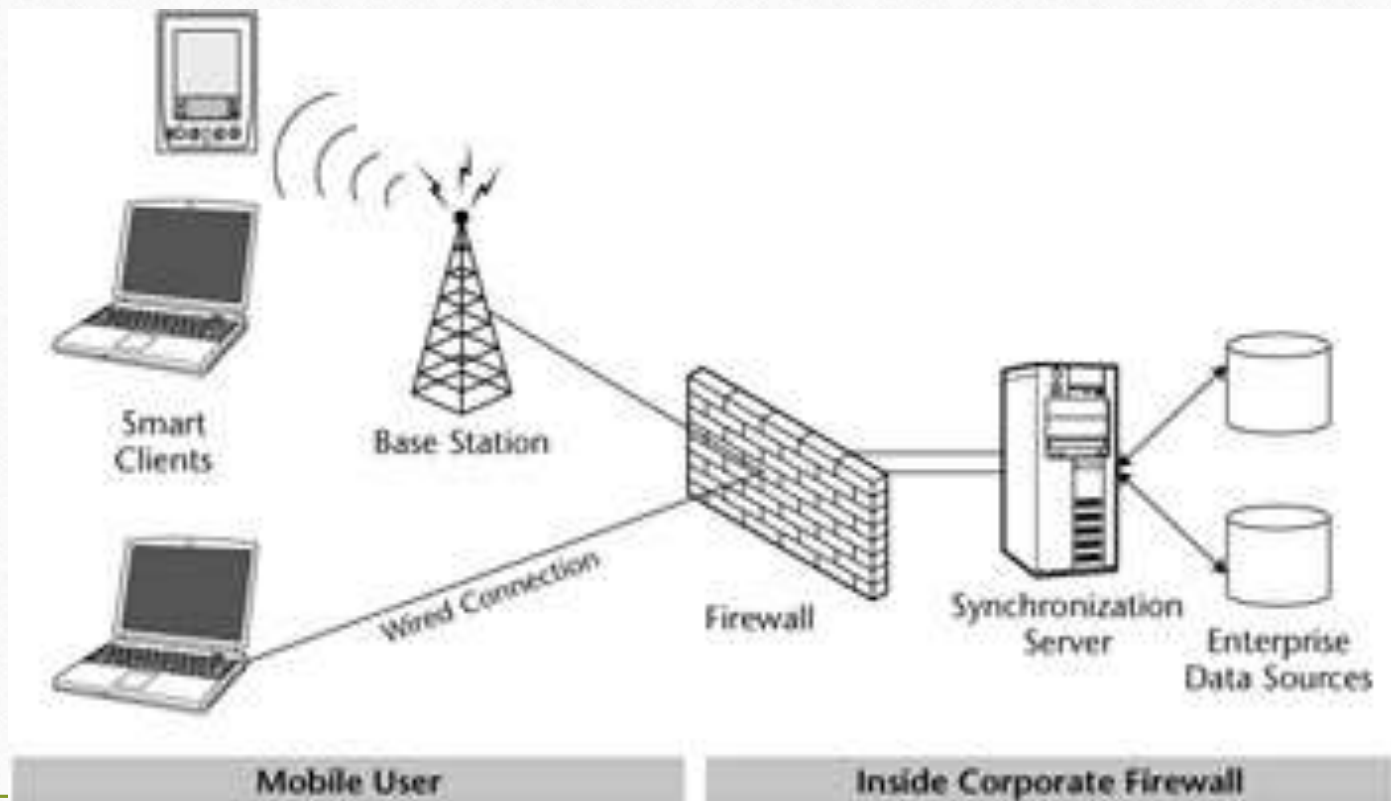 Smart
Clients
Base Station
Wired Connection
Firewall
Synchronization
Server
Enterprise
Data Sources
Mobile User
Inside Corporate Firewall